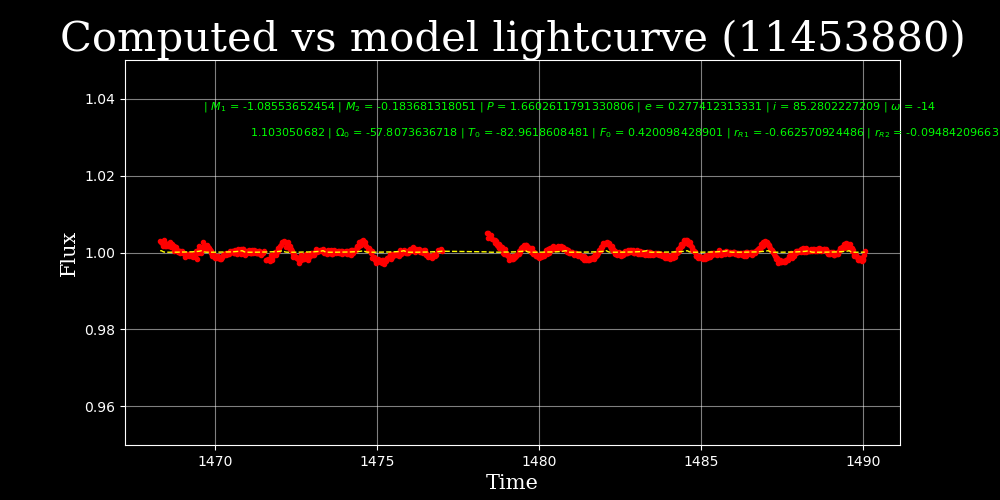 Computed vs model lightcurve (11453880)
| M₁ = -1.08553652454 | M₂ = -0.183681318051 | P = 1.6602611791330806 | e = 0.277412313331 | i = 85.2802227209 | ω = -14
1.103050682 | Ω₀ = -57.8073636718 | T₀ = -82.9618608481 | F₀ = 0.420098428901 | r_R1 = -0.662570924486 | r_R2 = -0.09484209663
1.04
1.02
1.00
0.98
0.96
Flux
1470 1475 1480 1485 1490
Time